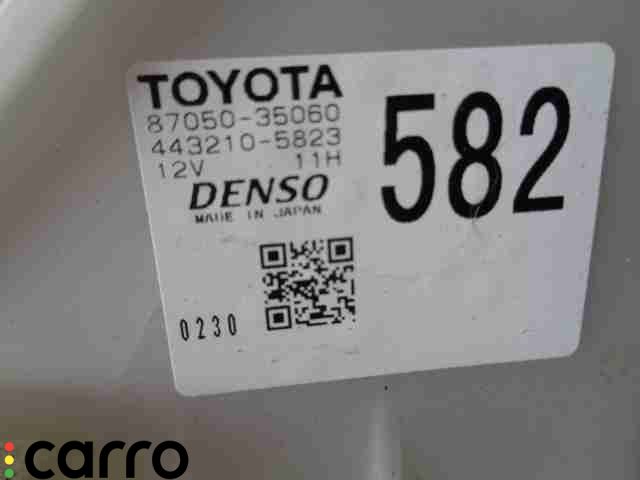 TOYOTA
87050-35060
443210-5823
12V 11H
DENSO
MADE IN JAPAN
582
0230
carro